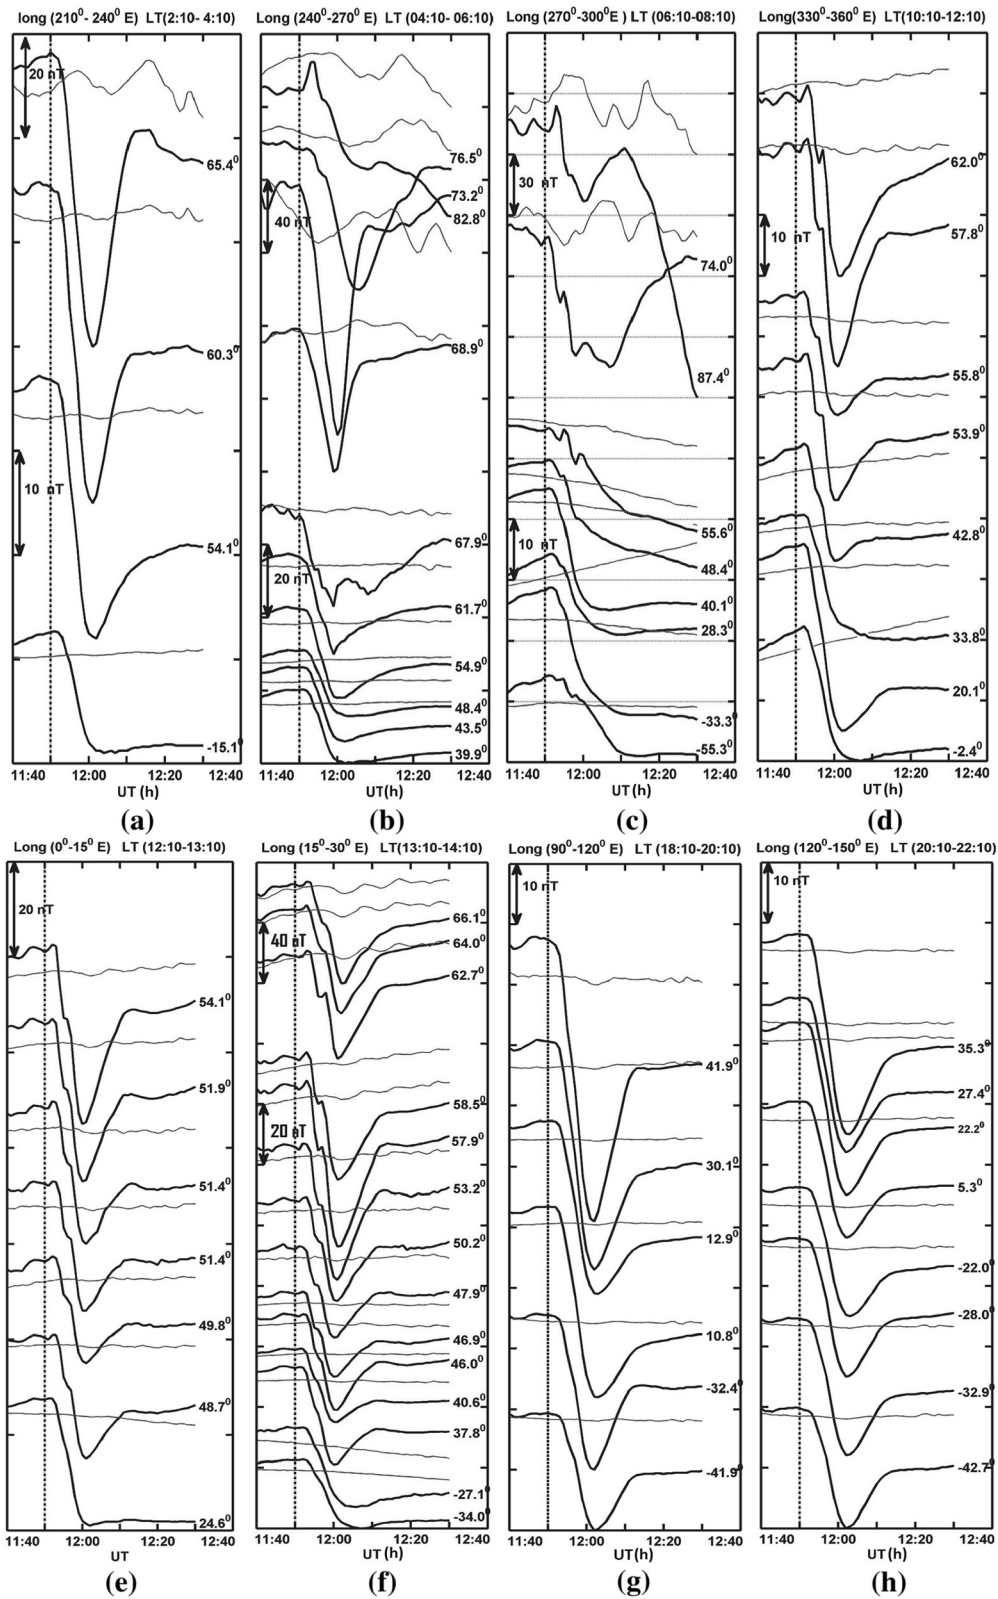 long (210⁰- 240⁰ E) LT(2:10- 4:10)
20 nT
65.4⁰
60.3⁰
10 nT
54.1⁰
-15.1⁰
11:40 12:00 12:20 12:40
UT (h)
(a)
Long (240⁰-270⁰ E) LT (04:10- 06:10)
76.5⁰
73.2⁰
82.8⁰
40 nT
68.9⁰
67.9⁰
20 nT
61.7⁰
54.9⁰
48.4⁰
43.5⁰
39.9⁰
11:40 12:00 12:20 12:40
UT (h)
(b)
Long (270⁰-300⁰E ) LT (06:10-08:10)
30 nT
74.0⁰
87.4⁰
55.6⁰
10 nT
48.4⁰
40.1⁰
28.3⁰
-33.3⁰
-55.3⁰
11:40 12:00 12:20 12:40
UT(h)
(c)
Long(330⁰-360⁰ E) LT(10:10-12:10)
62.0⁰
57.8⁰
10 nT
55.8⁰
53.9⁰
42.8⁰
33.8⁰
20.1⁰
-2.4⁰
11:40 12:00 12:20 12:40
UT (h)
(d)
Long (0⁰-15⁰ E) LT (12:10-13:10)
20 nT
54.1⁰
51.9⁰
51.4⁰
51.4⁰
49.8⁰
48.7⁰
24.6⁰
11:40 12:00 12:20 12:40
UT
(e)
Long (15⁰-30⁰ E) LT(13:10-14:10)
66.1⁰
40 nT
64.0⁰
62.7⁰
58.5⁰
20 nT
57.9⁰
53.2⁰
50.2⁰
47.9⁰
46.9⁰
46.0⁰
40.6⁰
37.8⁰
-27.1⁰
-34.0⁰
11:40 12:00 12:20 12:40
UT (h)
(f)
Long (90⁰-120⁰ E) LT (18:10-20:10)
10 nT
41.9⁰
30.1⁰
12.9⁰
10.8⁰
-32.4⁰
-41.9⁰
11:40 12:00 12:20 12:40
UT (h)
(g)
Long (120⁰-150⁰ E) LT (20:10-22:10)
10 nT
35.3⁰
27.4⁰
22.2⁰
5.3⁰
-22.0⁰
-28.0⁰
-32.9⁰
-42.7⁰
11:40 12:00 12:20 12:40
UT (h)
(h)